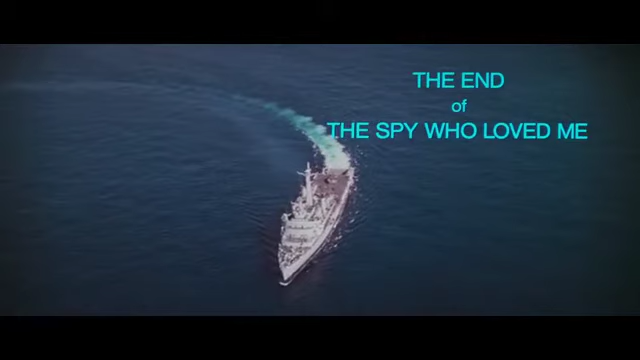 THE END
of
THE SPY WHO LOVED ME